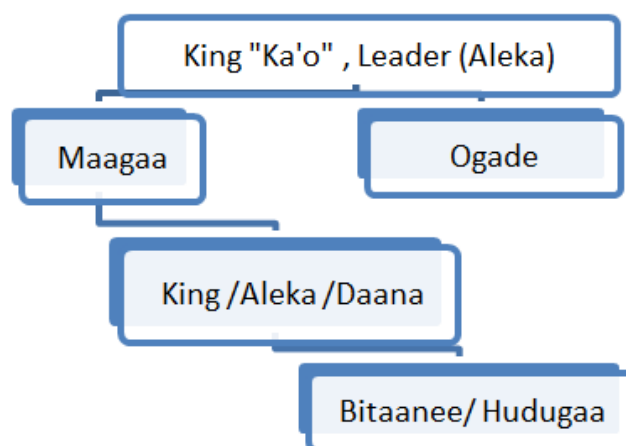 King "Ka'o" , Leader (Aleka)
Maagaa
Ogade
King /Aleka /Daana
Bitaanee/ Hudugaa